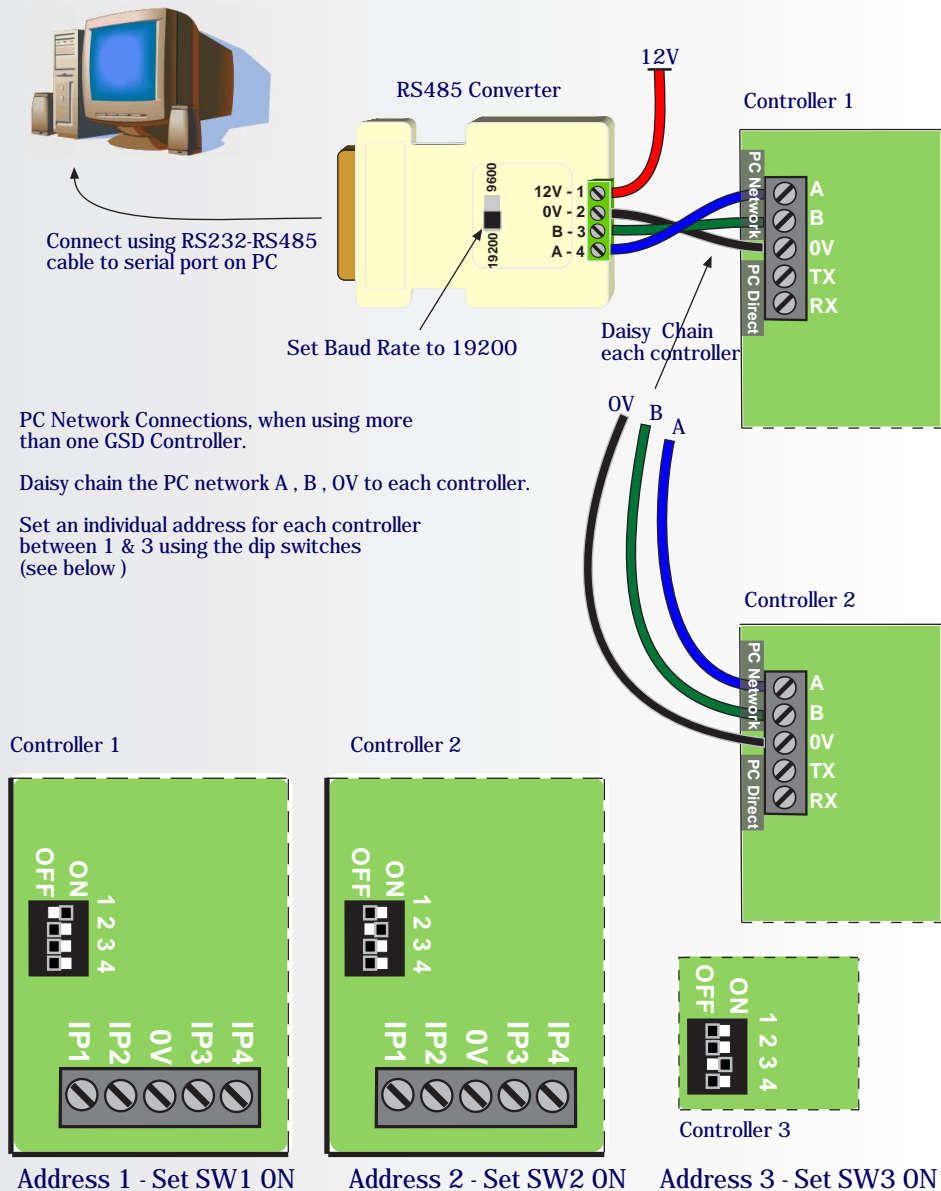 12V
RS485 Converter
Controller 1
9600
19200
12V - 1
0V - 2
B - 3
A - 4
PC Network
PC Direct
A
B
0V
TX
RX
Connect using RS232-RS485
cable to serial port on PC
Set Baud Rate to 19200
Daisy Chain
each controller
PC Network Connections, when using more
than one GSD Controller.
Daisy chain the PC network A , B , 0V to each controller.
Set an individual address for each controller
between 1 & 3 using the dip switches
(see below )
0V
B
A
Controller 2
PC Network
PC Direct
A
B
0V
TX
RX
Controller 1
OFF
ON
1 2 3 4
IP1
IP2
0V
IP3
IP4
Address 1 - Set SW1 ON
Controller 2
OFF
ON
1 2 3 4
IP1
IP2
0V
IP3
IP4
Address 2 - Set SW2 ON
OFF
ON
1 2 3 4
Controller 3
Address 3 - Set SW3 ON